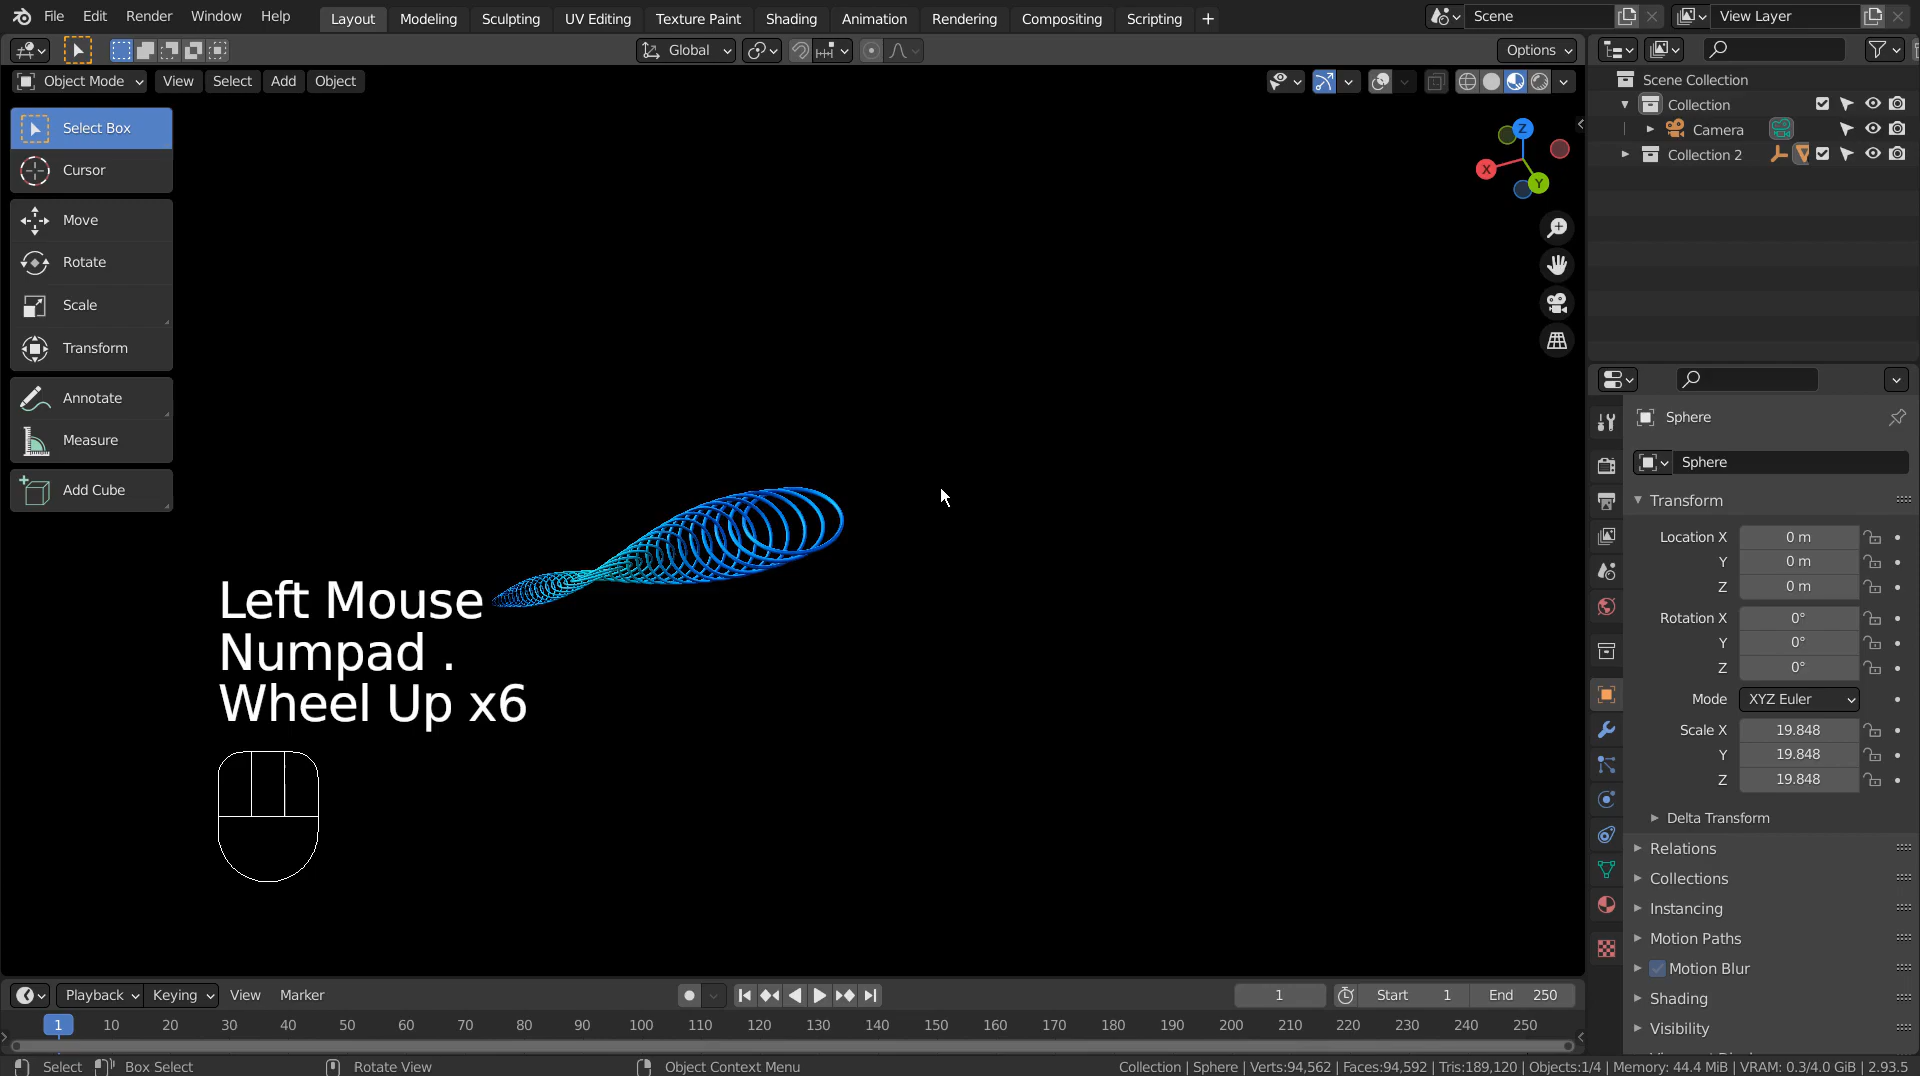 File Edit Render Window Help Layout Modeling Sculpting UV Editing Texture Paint Shading Animation Rendering Compositing Scripting + Scene View Layer
Global Options
Object Mode View Select Add Object
Select Box
Cursor
Move
Rotate
Scale
Transform
Annotate
Measure
Add Cube
Z
X
Y
Left Mouse
Numpad .
Wheel Up x6
Scene Collection
Collection
Camera
Collection 2
Sphere
Sphere
Transform
Location X 0 m
Y 0 m
Z 0 m
Rotation X 0°
Y 0°
Z 0°
Mode XYZ Euler
Scale X 19.848
Y 19.848
Z 19.848
Delta Transform
Relations
Collections
Instancing
Motion Paths
Motion Blur
Shading
Visibility
Playback Keying View Marker 1 Start 1 End 250
1 10 20 30 40 50 60 70 80 90 100 110 120 130 140 150 160 170 180 190 200 210 220 230 240 250
Select Box Select Rotate View Object Context Menu Collection | Sphere | Verts:94,562 | Faces:94,592 | Tris:189,120 | Objects:1/4 | Memory: 44.4 MiB | VRAM: 0.3/4.0 GiB | 2.93.5